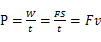 P = W/t = FS/t = Fv